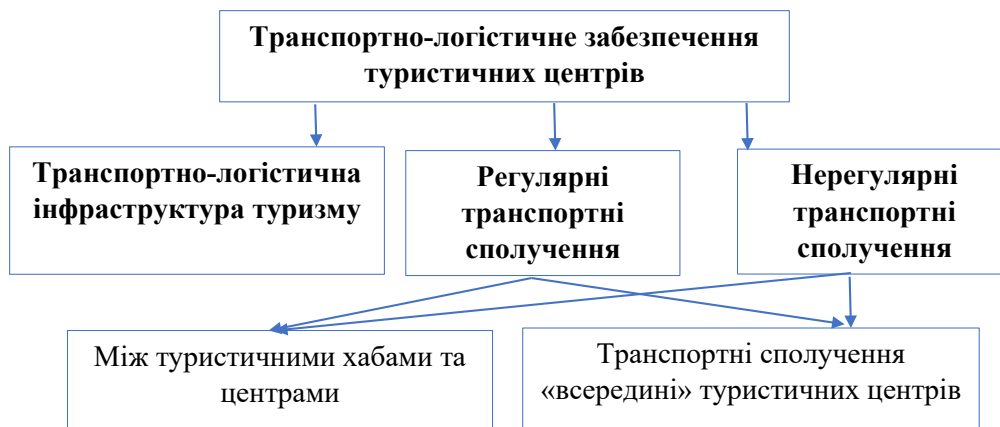 Транспортно-логістичне забезпечення
туристичних центрів
Транспортно-логістична
інфраструктура туризму
Регулярні
транспортні
сполучення
Нерегулярні
транспортні
сполучення
Між туристичними хабами та
центрами
Транспортні сполучення
«всередині» туристичних центрів